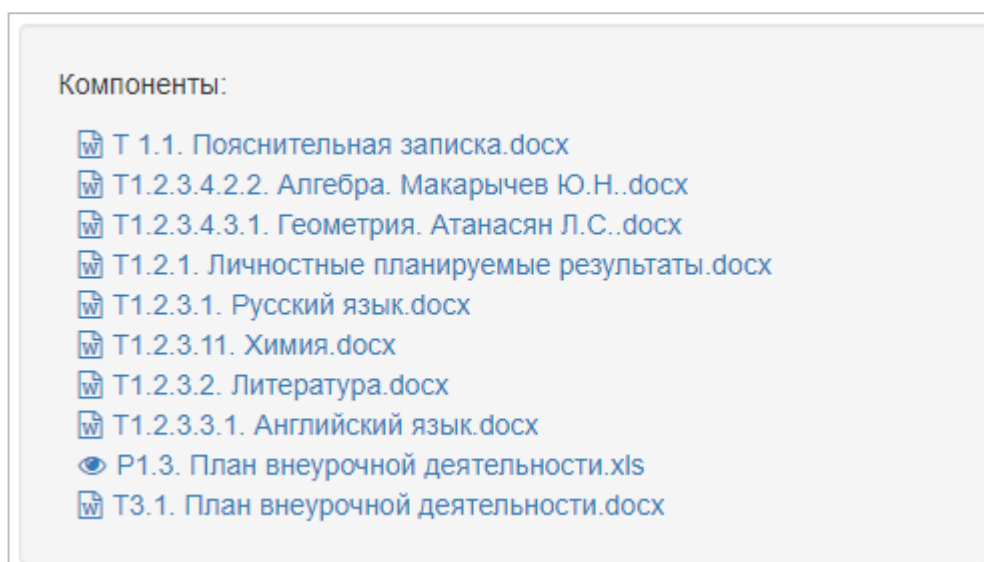 Компоненты:
Т 1.1. Пояснительная записка.docx
Т1.2.3.4.2.2. Алгебра. Макарычев Ю.Н..docx
Т1.2.3.4.3.1. Геометрия. Атанасян Л.С..docx
Т1.2.1. Личностные планируемые результаты.docx
Т1.2.3.1. Русский язык.docx
Т1.2.3.11. Химия.docx
Т1.2.3.2. Литература.docx
Т1.2.3.3.1. Английский язык.docx
Р1.3. План внеурочной деятельности.xls
Т3.1. План внеурочной деятельности.docx